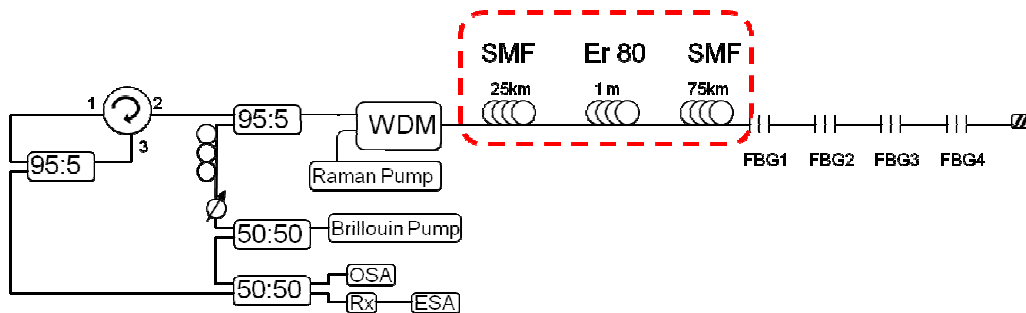 SMF Er 80 SMF
25km 1 m 75km
1 2
3
95:5
95:5
WDM
Raman Pump
FBG1 FBG2 FBG3 FBG4
50:50
Brillouin Pump
50:50
OSA
Rx
ESA